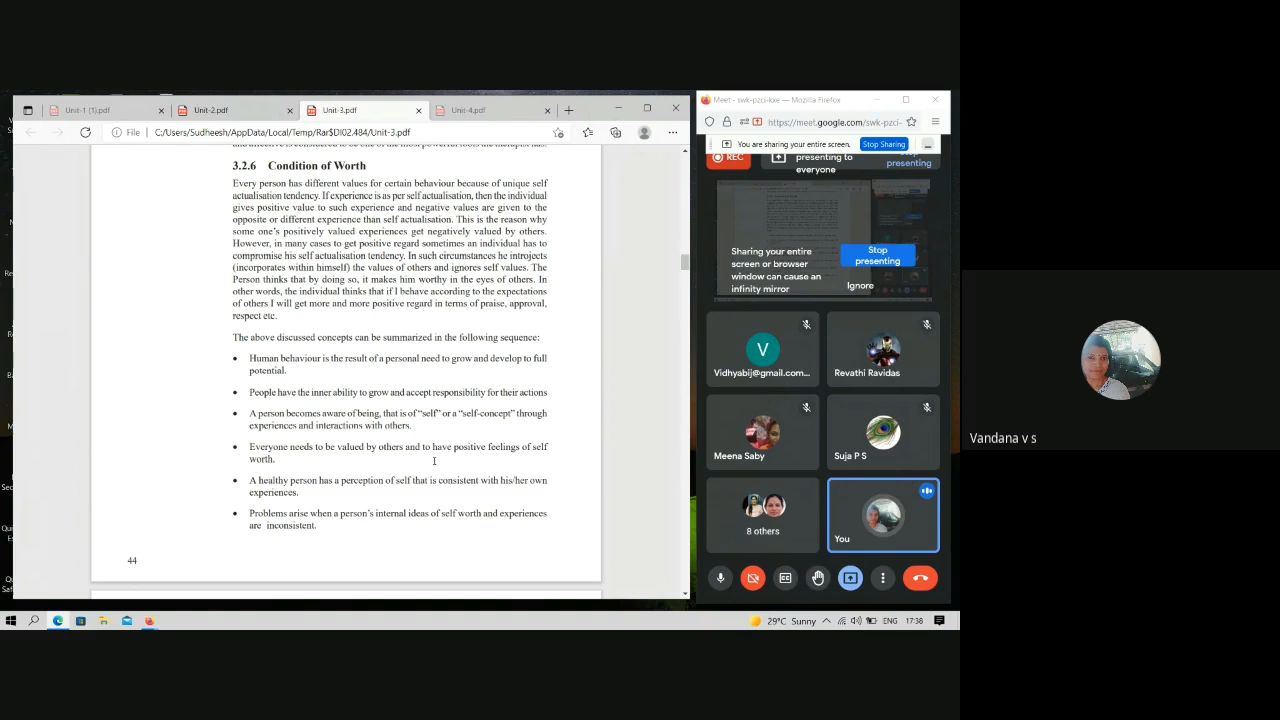 Unit-1 (1).pdf
Unit-2.pdf
Unit-3.pdf
Unit-4.pdf
File
C:/Users/Sudheesh/AppData/Local/Temp/Rar$DI02.484/Unit-3.pdf
3.2.6 Condition of Worth
Every person has different values for certain behaviour because of unique self
actualisation tendency. If experience is as per self actualisation, then the individual
gives positive value to such experience and negative values are given to the
opposite or different experience than self actualisation. This is the reason why
some one's positively valued experiences get negatively valued by others.
However, in many cases to get positive regard sometimes an individual has to
compromise his self actualisation tendency. In such circumstances he introjects
(incorporates within himself) the values of others and ignores self values. The
Person thinks that by doing so, it makes him worthy in the eyes of others. In
other words, the individual thinks that if I behave according to the expectations
of others I will get more and more positive regard in terms of praise, approval,
respect etc.
The above discussed concepts can be summarized in the following sequence:
• Human behaviour is the result of a personal need to grow and develop to full
potential.
• People have the inner ability to grow and accept responsibility for their actions
• A person becomes aware of being, that is of "self" or a "self-concept" through
experiences and interactions with others.
• Everyone needs to be valued by others and to have positive feelings of self
worth.
• A healthy person has a perception of self that is consistent with his/her own
experiences.
• Problems arise when a person's internal ideas of self worth and experiences
are inconsistent.
44
Meet - swk-pzci-kxe — Mozilla Firefox
https://meet.google.com/swk-pzci-
You are sharing your entire screen.
Stop Sharing
REC
presenting to
everyone
Stop
presenting
Sharing your entire
screen or browser
window can cause an
infinity mirror
Stop
presenting
Ignore
V
Vidhyabij@gmail.com...
Revathi Ravidas
Meena Saby
Suja P S
8 others
You
29°C Sunny
ENG
17:38
Vandana v s